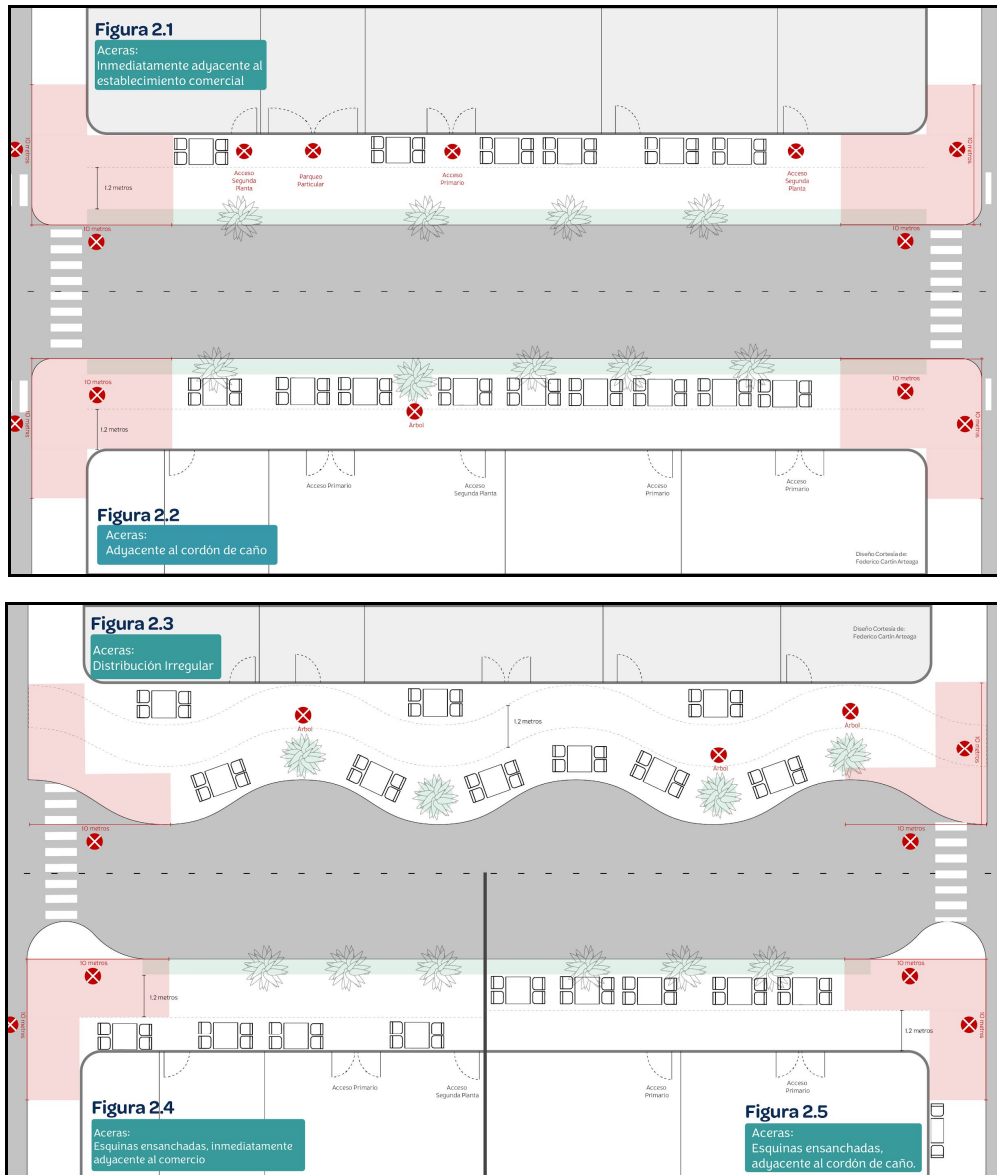 Figura 2.1
Aceras:
Inmediatamente adyacente al
establecimiento comercial
10 metros
10 metros
Acceso
Segunda
Planta
Parqueo
Particular
Acceso
Primario
Acceso
Segunda
Planta
1.2 metros
10 metros
10 metros
10 metros
10 metros
10 metros
10 metros
Árbol
1.2 metros
Acceso Primario
Acceso
Segunda Planta
Acceso
Primario
Acceso
Primario
Figura 2.2
Aceras:
Adyacente al cordón de caño
Diseño Cortesía de:
Federico Cartín Arteaga
Figura 2.3
Aceras:
Distribución Irregular
Diseño Cortesía de:
Federico Cartín Arteaga
1.2 metros
Árbol
Árbol
Árbol
10 metros
10 metros
10 metros
10 metros
10 metros
10 metros
10 metros
1.2 metros
1.2 metros
Acceso Primario
Acceso
Segunda Planta
Acceso
Primario
Acceso
Primario
Figura 2.4
Aceras:
Esquinas ensanchadas, inmediatamente
adyacente al comercio
Figura 2.5
Aceras:
Esquinas ensanchadas,
adyacente al cordón de caño.